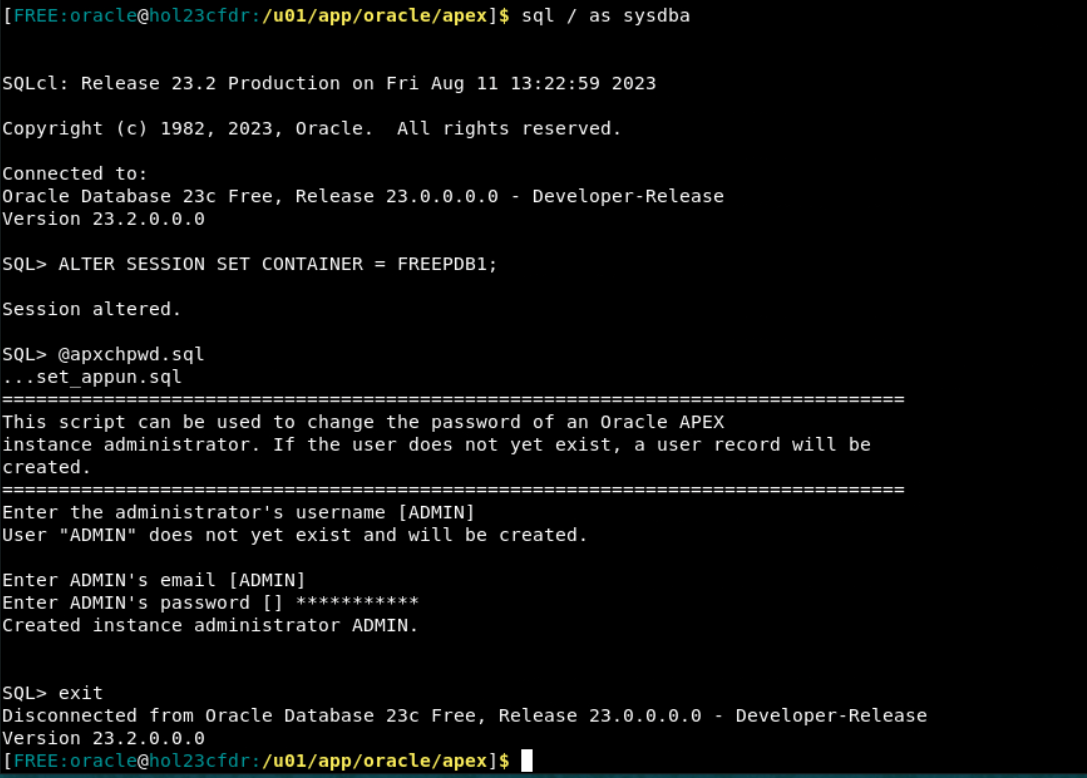 [FREE:oracle@hol23cfdr:/u01/app/oracle/apex]$ sql / as sysdba
SQLcl: Release 23.2 Production on Fri Aug 11 13:22:59 2023
Copyright (c) 1982, 2023, Oracle.  All rights reserved.
Connected to:
Oracle Database 23c Free, Release 23.0.0.0.0 - Developer-Release
Version 23.2.0.0.0
SQL> ALTER SESSION SET CONTAINER = FREEPDB1;
Session altered.
SQL> @apxchpwd.sql
...set_appun.sql
================================================================================
This script can be used to change the password of an Oracle APEX
instance administrator. If the user does not yet exist, a user record will be
created.
================================================================================
Enter the administrator's username [ADMIN]
User "ADMIN" does not yet exist and will be created.
Enter ADMIN's email [ADMIN]
Enter ADMIN's password [] ***********
Created instance administrator ADMIN.
SQL> exit
Disconnected from Oracle Database 23c Free, Release 23.0.0.0.0 - Developer-Release
Version 23.2.0.0.0
[FREE:oracle@hol23cfdr:/u01/app/oracle/apex]$